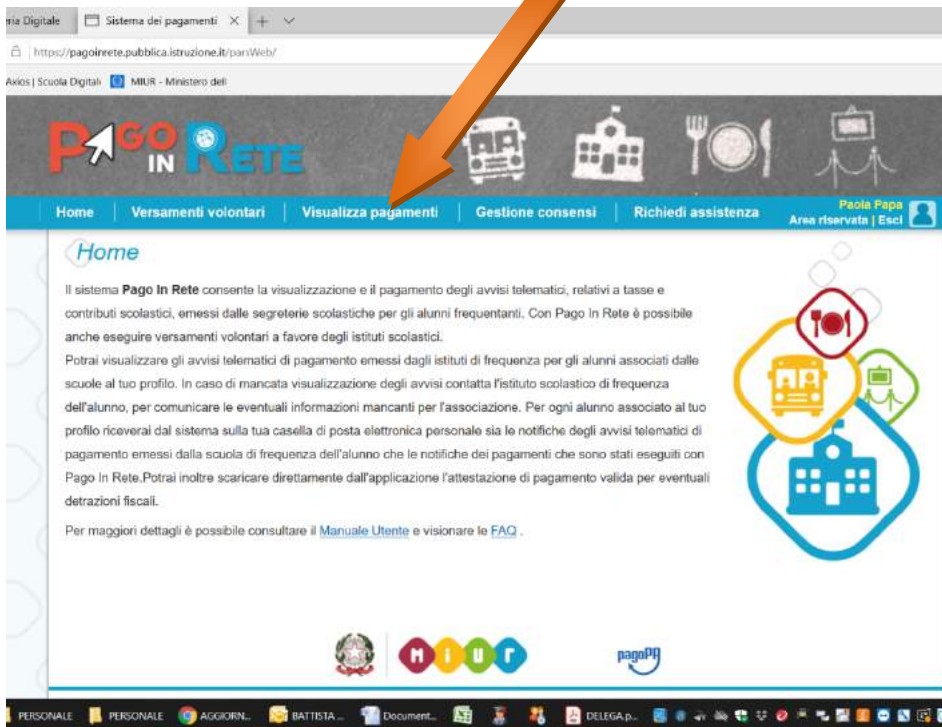 eria Digitale
Sistema dei pagamenti
https://pagoinrete.pubblica.istruzione.it/pariWeb/
Axios | Scuola Digitale
MIUR - Ministero dell
PAGO IN RETE
Home
Versamenti volontari
Visualizza pagamenti
Gestione consensi
Richiedi assistenza
Paola Papa
Area riservata | Esci
Home
Il sistema Pago In Rete consente la visualizzazione e il pagamento degli avvisi telematici, relativi a tasse e
contributi scolastici, emessi dalle segreterie scolastiche per gli alunni frequentanti. Con Pago In Rete è possibile
anche eseguire versamenti volontari a favore degli istituti scolastici.
Potrai visualizzare gli avvisi telematici di pagamento emessi dagli istituti di frequenza per gli alunni associati dalle
scuole al tuo profilo. In caso di mancata visualizzazione degli avvisi contatta l'istituto scolastico di frequenza
dell'alunno, per comunicare le eventuali informazioni mancanti per l'associazione. Per ogni alunno associato al tuo
profilo riceverai dal sistema sulla tua casella di posta elettronica personale sia le notifiche degli avvisi telematici di
pagamento emessi dalla scuola di frequenza dell'alunno che le notifiche dei pagamenti che sono stati eseguiti con
Pago In Rete.Potrai inoltre scaricare direttamente dall'applicazione l'attestazione di pagamento valida per eventuali
detrazioni fiscali.
Per maggiori dettagli è possibile consultare il Manuale Utente e visionare le FAQ .
MIUR
pagoPA
PERSONALE
PERSONALE
AGGIORN...
BATTISTA ...
Document...
DELEGA.p...